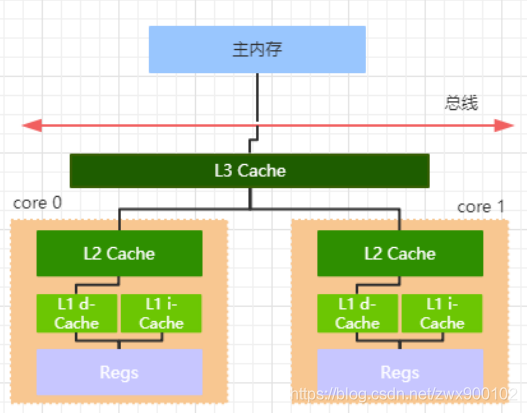 主内存
总线
L3 Cache
core 0
core 1
L2 Cache
L2 Cache
L1 d-
Cache
L1 i-
Cache
L1 d-
Cache
L1 i-
Cache
Regs
Regs
https://blog.csdn.net/zwx900102